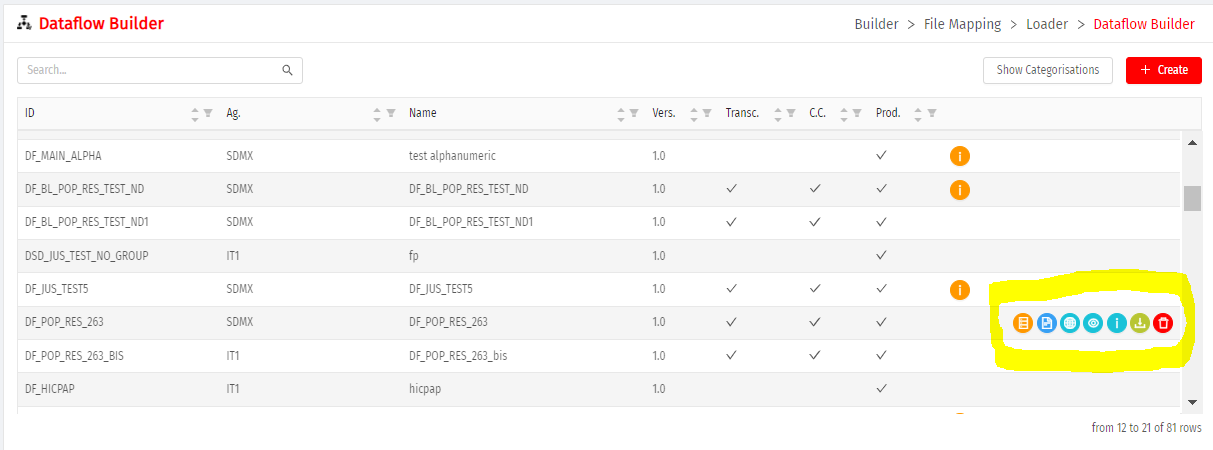 Dataflow Builder
Builder > File Mapping > Loader > Dataflow Builder
Search...
Show Categorisations
+ Create
ID Ag. Name Vers. Transc. C.C. Prod.
DF_MAIN_ALPHA SDMX test alphanumeric 1.0
DF_BL_POP_RES_TEST_ND SDMX DF_BL_POP_RES_TEST_ND 1.0
DF_BL_POP_RES_TEST_ND1 SDMX DF_BL_POP_RES_TEST_ND1 1.0
DSD_JUS_TEST_NO_GROUP IT1 fp 1.0
DF_JUS_TEST5 SDMX DF_JUS_TEST5 1.0
DF_POP_RES_263 SDMX DF_POP_RES_263 1.0
DF_POP_RES_263_BIS IT1 DF_POP_RES_263_bis 1.0
DF_HICPAP IT1 hicpap 1.0
from 12 to 21 of 81 rows